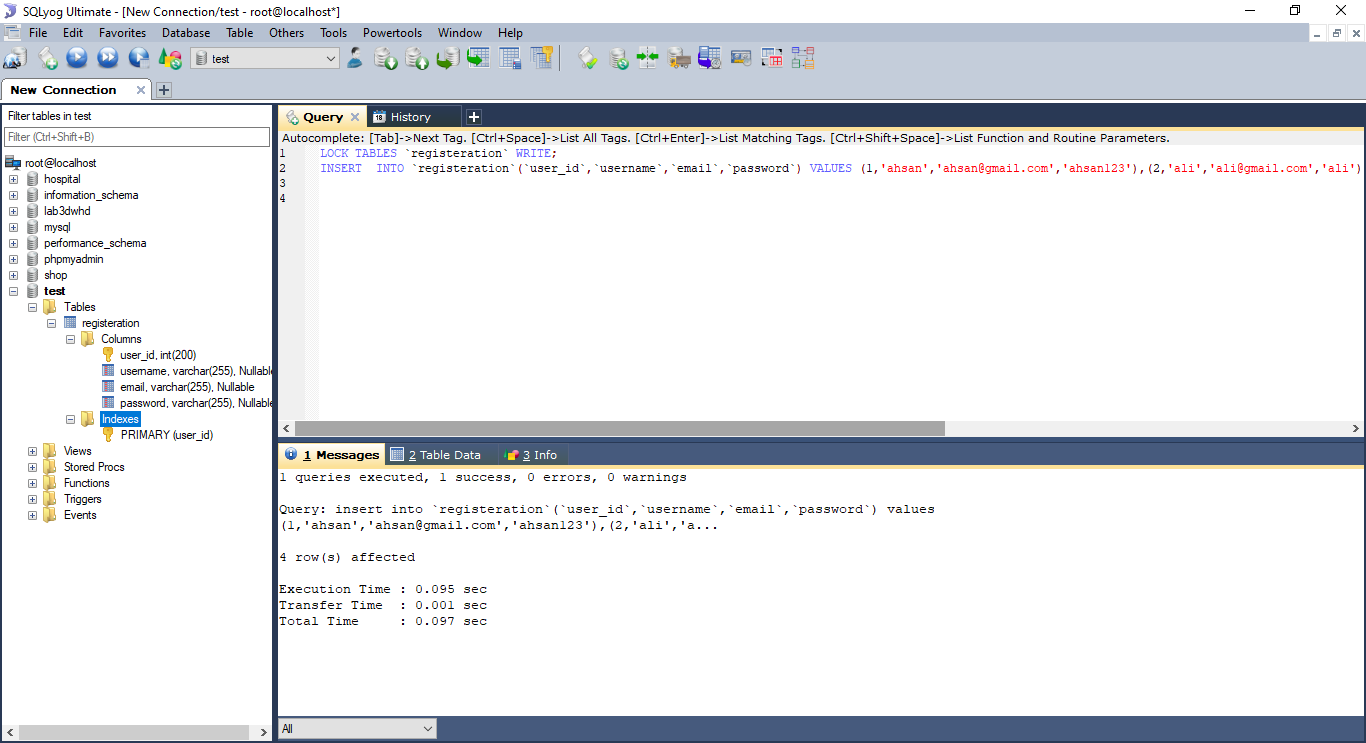 SQLyog Ultimate - [New Connection/test - root@localhost*]
File Edit Favorites Database Table Others Tools Powertools Window Help
test
New Connection
Filter tables in test
Filter (Ctrl+Shift+B)
root@localhost
hospital
information_schema
lab3dwhd
mysql
performance_schema
phpmyadmin
shop
test
Tables
registeration
Columns
user_id, int(200)
username, varchar(255), Nullable
email, varchar(255), Nullable
password, varchar(255), Nullable
Indexes
PRIMARY (user_id)
Views
Stored Procs
Functions
Triggers
Events
Query History
Autocomplete: [Tab]->Next Tag. [Ctrl+Space]->List All Tags. [Ctrl+Enter]->List Matching Tags. [Ctrl+Shift+Space]->List Function and Routine Parameters.
1 LOCK TABLES `registeration` WRITE;
2 INSERT  INTO `registeration`(`user_id`,`username`,`email`,`password`) VALUES (1,'ahsan','ahsan@gmail.com','ahsan123'),(2,'ali','ali@gmail.com','ali')
3
4
1 Messages 2 Table Data 3 Info
1 queries executed, 1 success, 0 errors, 0 warnings
Query: insert into `registeration`(`user_id`,`username`,`email`,`password`) values
(1,'ahsan','ahsan@gmail.com','ahsan123'),(2,'ali','a...
4 row(s) affected
Execution Time : 0.095 sec
Transfer Time  : 0.001 sec
Total Time     : 0.097 sec
All